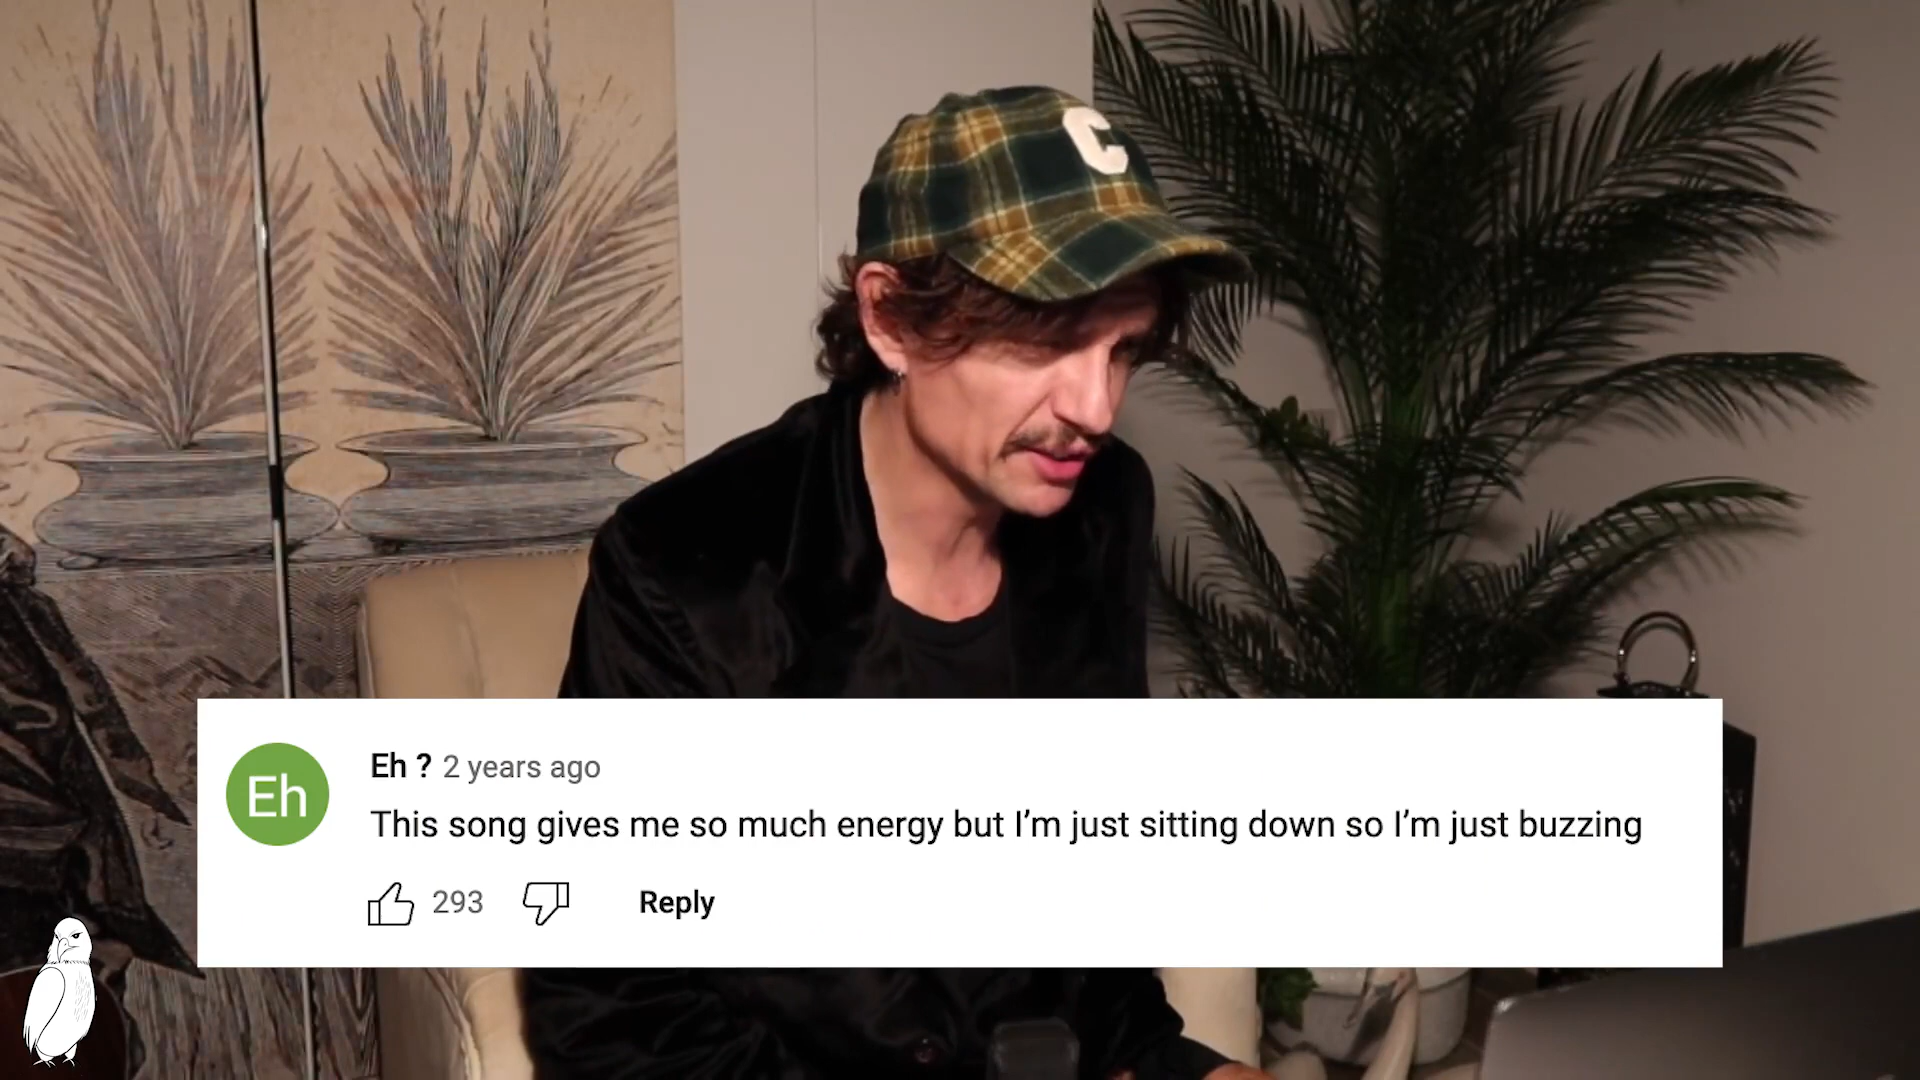 C
Eh
Eh ? 2 years ago
This song gives me so much energy but I’m just sitting down so I’m just buzzing
293 Reply